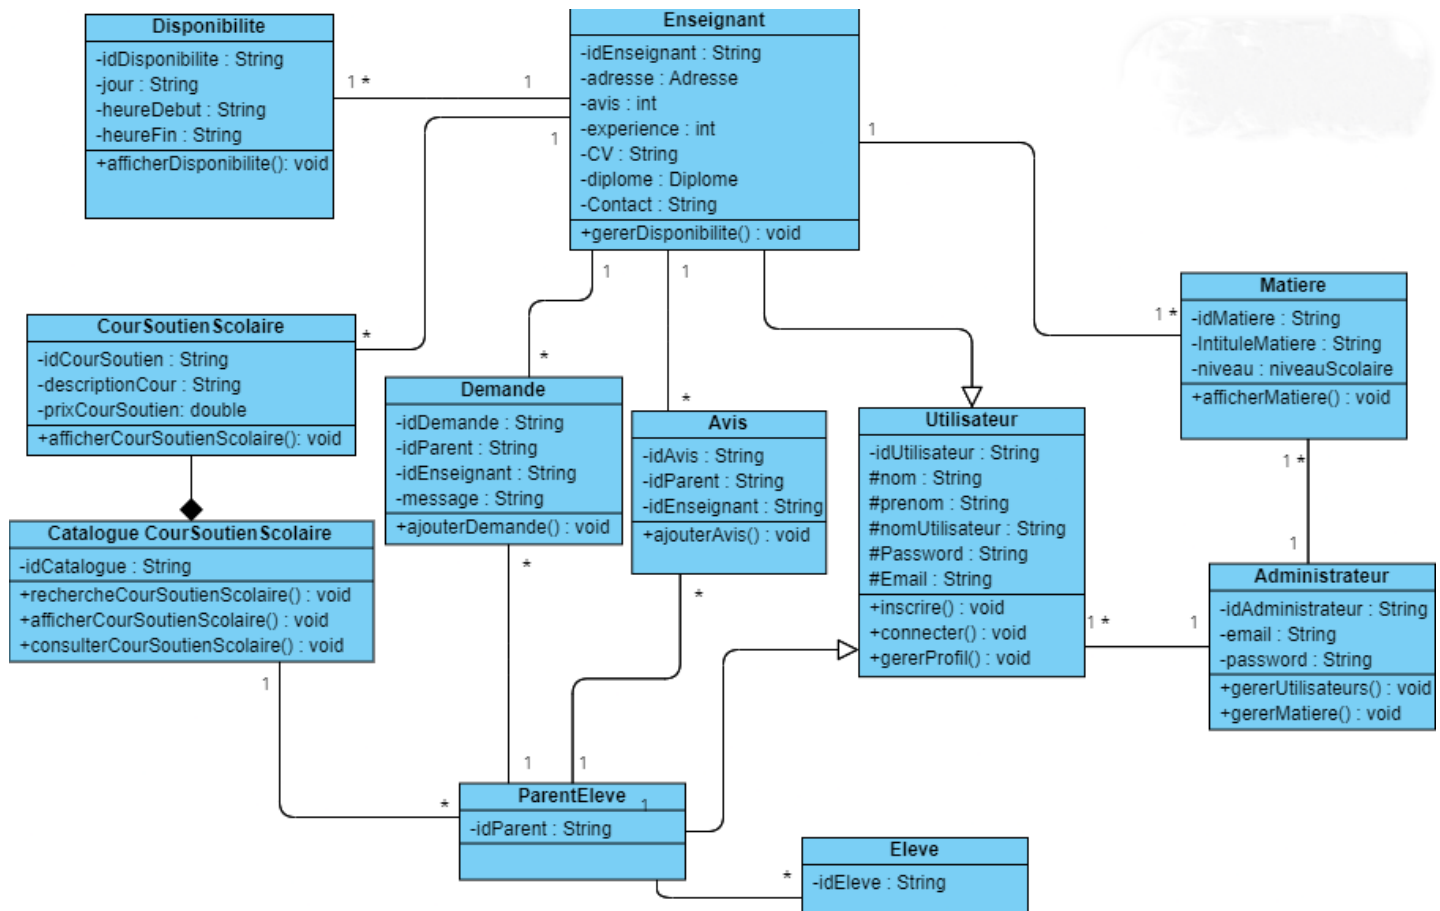 Disponibilite
-idDisponibilite : String
-jour : String
-heureDebut : String
-heureFin : String
+afficherDisponibilite(): void
1 *
1
Enseignant
-idEnseignant : String
-adresse : Adresse
-avis : int
-experience : int
-CV : String
-diplome : Diplome
-Contact : String
+gererDisponibilite() : void
1
1
1
1
Matiere
-idMatiere : String
-IntituleMatiere : String
-niveau : niveauScolaire
+afficherMatiere() : void
1 *
1 *
CourSoutienScolaire
-idCourSoutien : String
-descriptionCour : String
-prixCourSoutien: double
+afficherCourSoutienScolaire(): void
*
*
Demande
-idDemande : String
-idParent : String
-idEnseignant : String
-message : String
+ajouterDemande() : void
*
*
Avis
-idAvis : String
-idParent : String
-idEnseignant : String
+ajouterAvis() : void
*
Utilisateur
-idUtilisateur : String
#nom : String
#prenom : String
#nomUtilisateur : String
#Password : String
#Email : String
+inscrire() : void
+connecter() : void
+gererProfil() : void
1 *
1
1
Administrateur
-idAdministrateur : String
-email : String
-password : String
+gererUtilisateurs() : void
+gererMatiere() : void
Catalogue CourSoutienScolaire
-idCatalogue : String
+rechercheCourSoutienScolaire() : void
+afficherCourSoutienScolaire() : void
+consulterCourSoutienScolaire() : void
1
*
1
1
ParentEleve
1
-idParent : String
*
Eleve
-idEleve : String